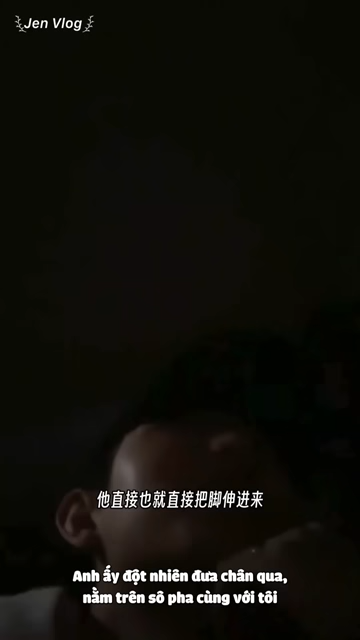 Jen Vlog
他直接也就直接把脚伸进来
Anh ấy đột nhiên đưa chân qua,
nằm trên sô pha cùng với tôi